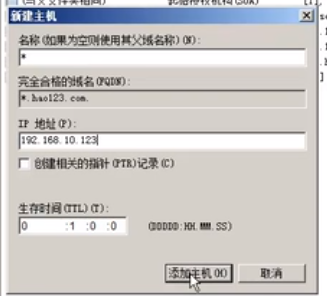 新建主机
名称(如果为空则使用其父域名称)(N):
*
完全合格的域名(FQDN):
*.hao123.com.
IP 地址(P):
192.168.10.123
创建相关的指针(PTR)记录(C)
生存时间(TTL)(T):
0 :1 :0 :0 (DDDDD:HH.MM.SS)
添加主机(H) 取消